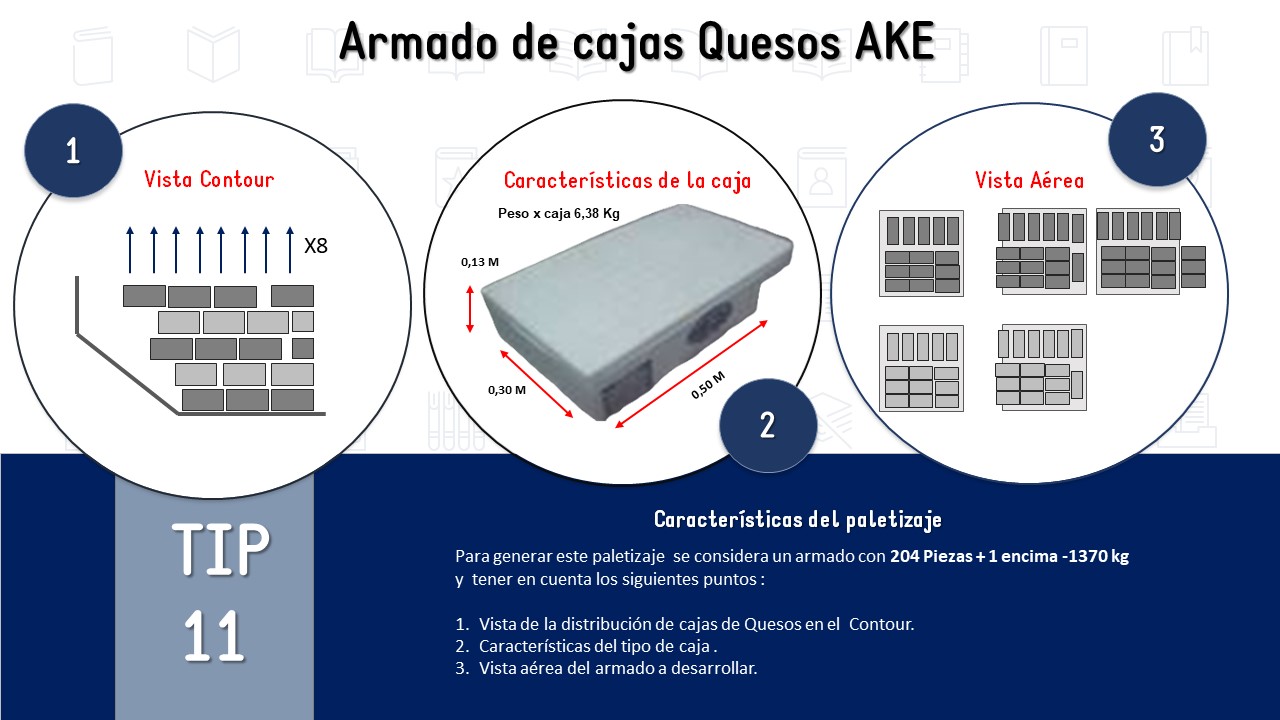 Armado de cajas Quesos AKE
1
Vista Contour
X8
Características de la caja
Peso x caja 6,38 Kg
0,13 M
0,30 M
0,50 M
2
3
Vista Aérea
TIP
11
Características del paletizaje
Para generar este paletizaje se considera un armado con 204 Piezas + 1 encima -1370 kg
y tener en cuenta los siguientes puntos :
1. Vista de la distribución de cajas de Quesos en el Contour.
2. Características del tipo de caja .
3. Vista aérea del armado a desarrollar.